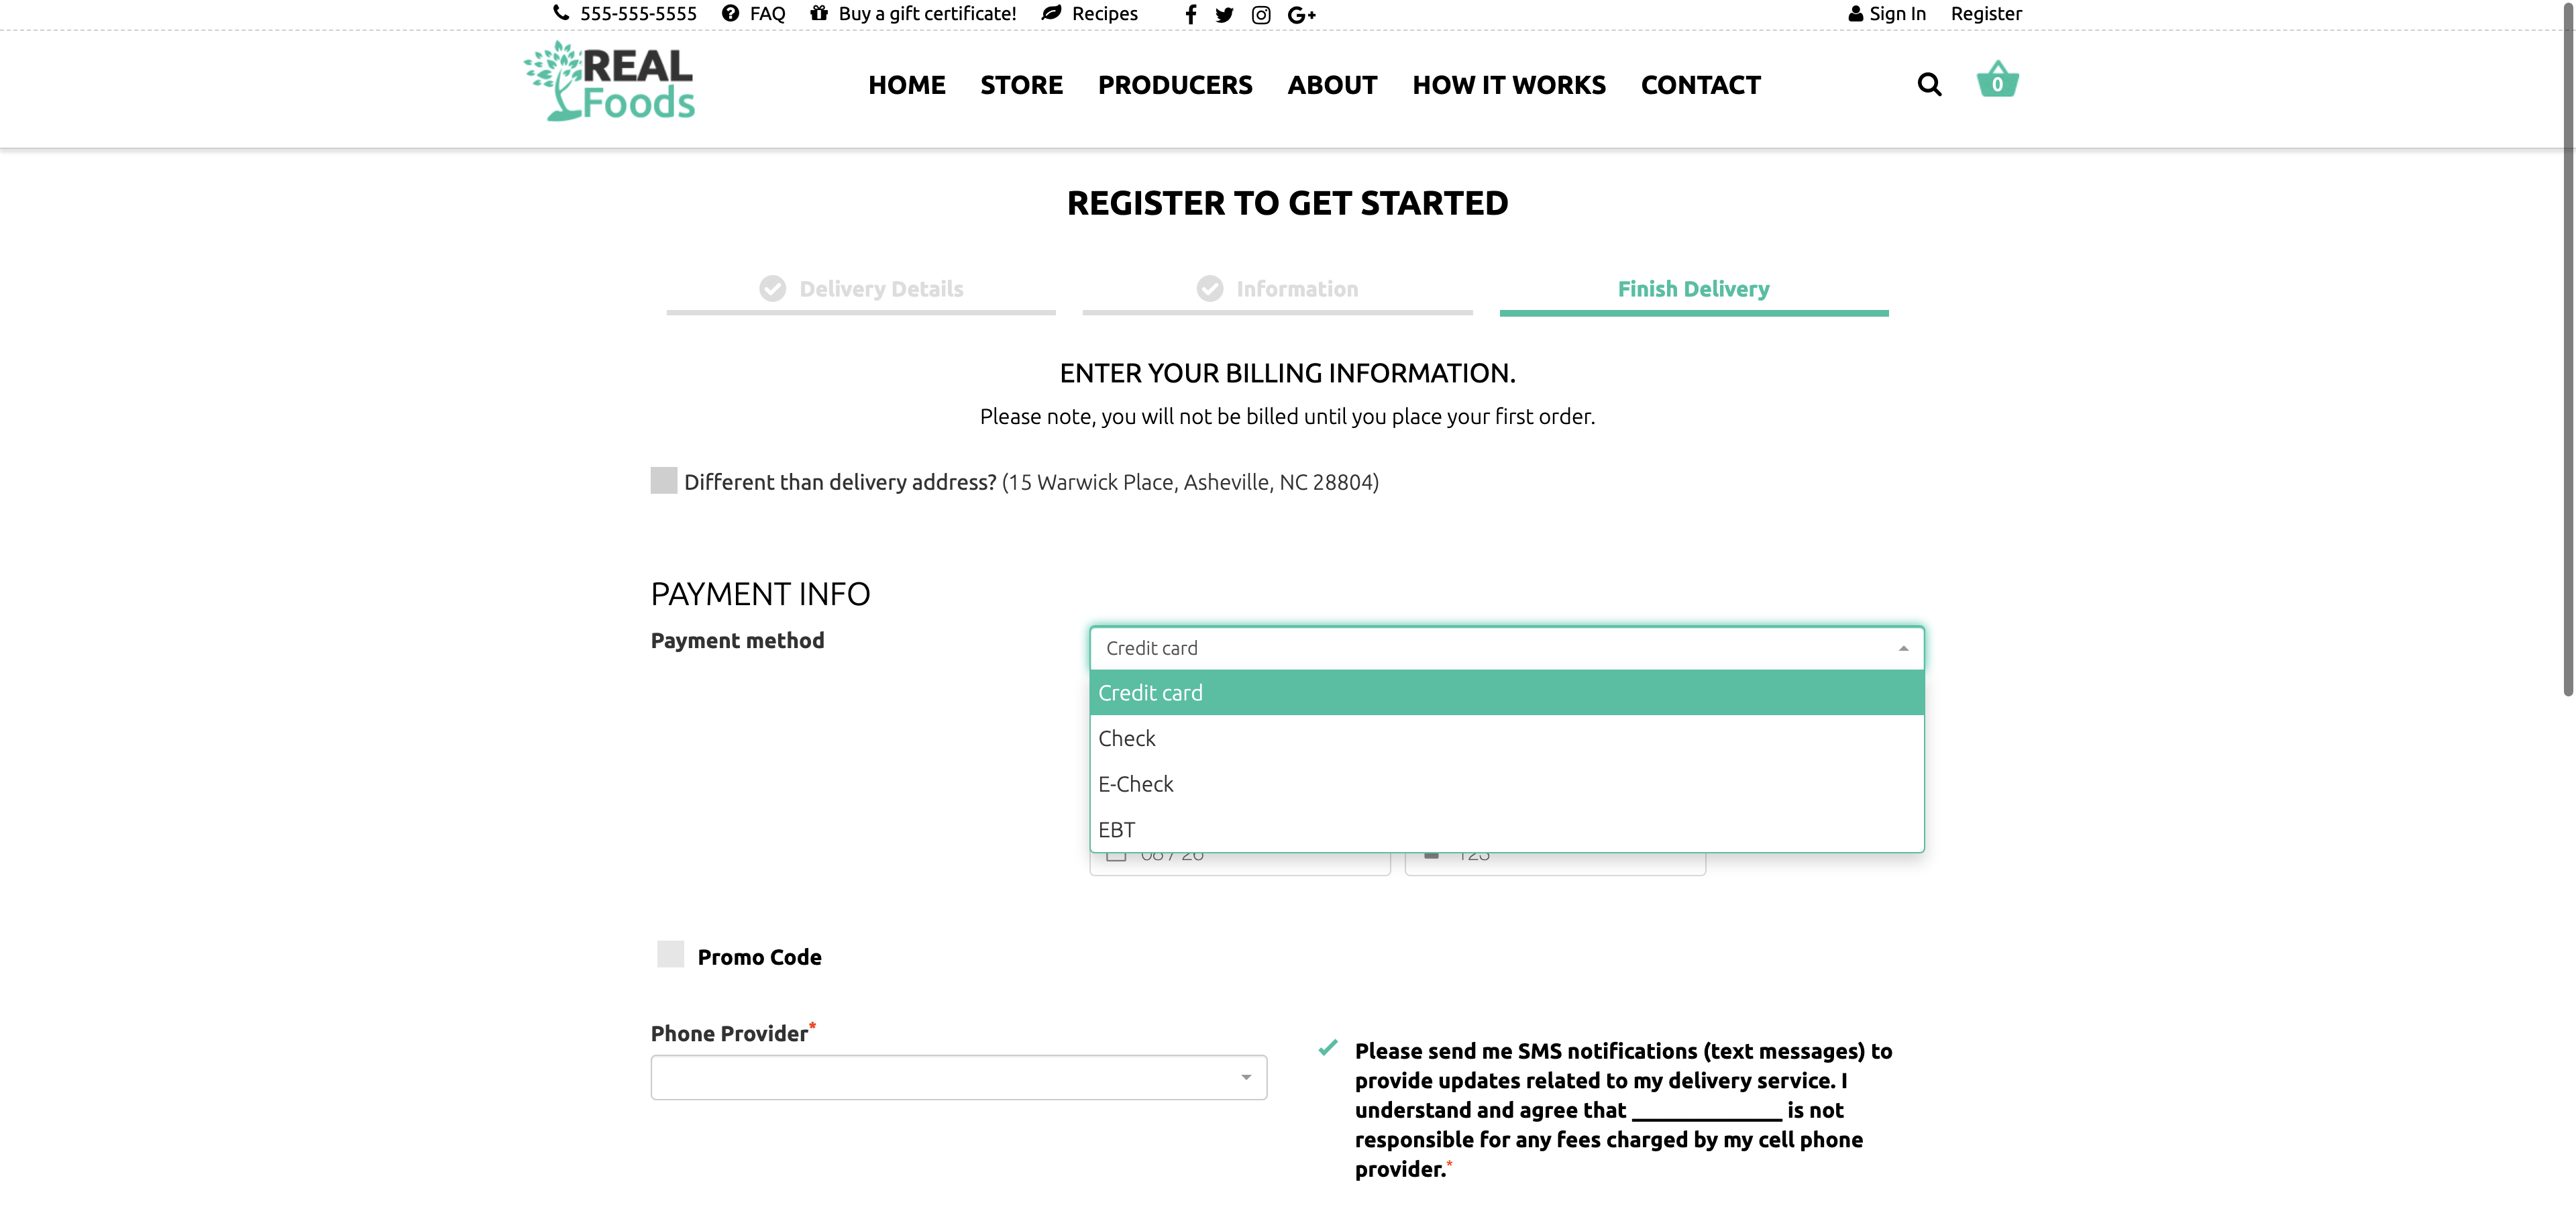 555-555-5555 FAQ Buy a gift certificate! Recipes G+ Sign In Register
REAL
Foods
HOME STORE PRODUCERS ABOUT HOW IT WORKS CONTACT 0
REGISTER TO GET STARTED
Delivery Details Information Finish Delivery
ENTER YOUR BILLING INFORMATION.
Please note, you will not be billed until you place your first order.
Different than delivery address? (15 Warwick Place, Asheville, NC 28804)
PAYMENT INFO
Payment method
Credit card
Credit card
Check
E-Check
EBT
Promo Code
Phone Provider*
Please send me SMS notifications (text messages) to
provide updates related to my delivery service. I
understand and agree that ______________ is not
responsible for any fees charged by my cell phone
provider.*